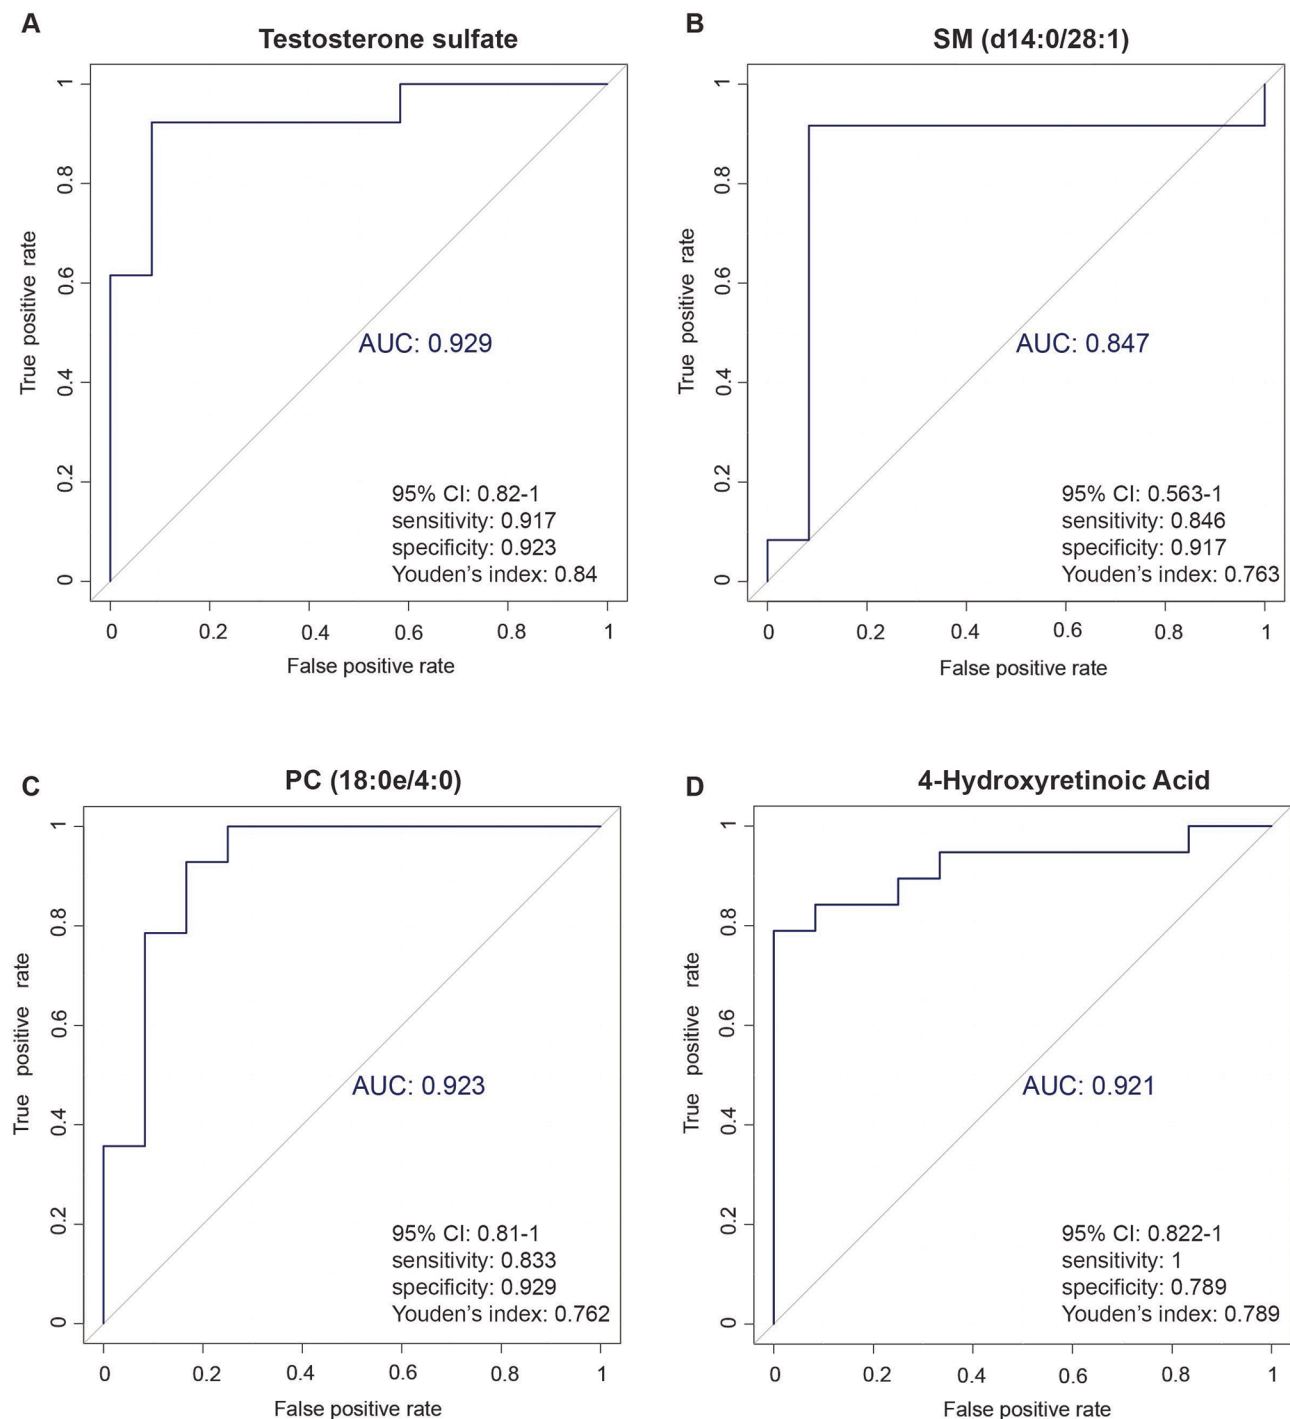 A
Testosterone sulfate
True positive rate
1
0.8
0.6
0.4
0.2
0
AUC: 0.929
95% CI: 0.82-1
sensitivity: 0.917
specificity: 0.923
Youden’s index: 0.84
0 0.2 0.4 0.6 0.8 1
False positive rate
B
SM (d14:0/28:1)
True positive rate
1
0.8
0.6
0.4
0.2
0
AUC: 0.847
95% CI: 0.563-1
sensitivity: 0.846
specificity: 0.917
Youden’s index: 0.763
0 0.2 0.4 0.6 0.8 1
False positive rate
C
PC (18:0e/4:0)
True positive rate
1
0.8
0.6
0.4
0.2
0
AUC: 0.923
95% CI: 0.81-1
sensitivity: 0.833
specificity: 0.929
Youden’s index: 0.762
0 0.2 0.4 0.6 0.8 1
False positive rate
D
4-Hydroxyretinoic Acid
True positive rate
1
0.8
0.6
0.4
0.2
0
AUC: 0.921
95% CI: 0.822-1
sensitivity: 1
specificity: 0.789
Youden’s index: 0.789
0 0.2 0.4 0.6 0.8 1
False positive rate